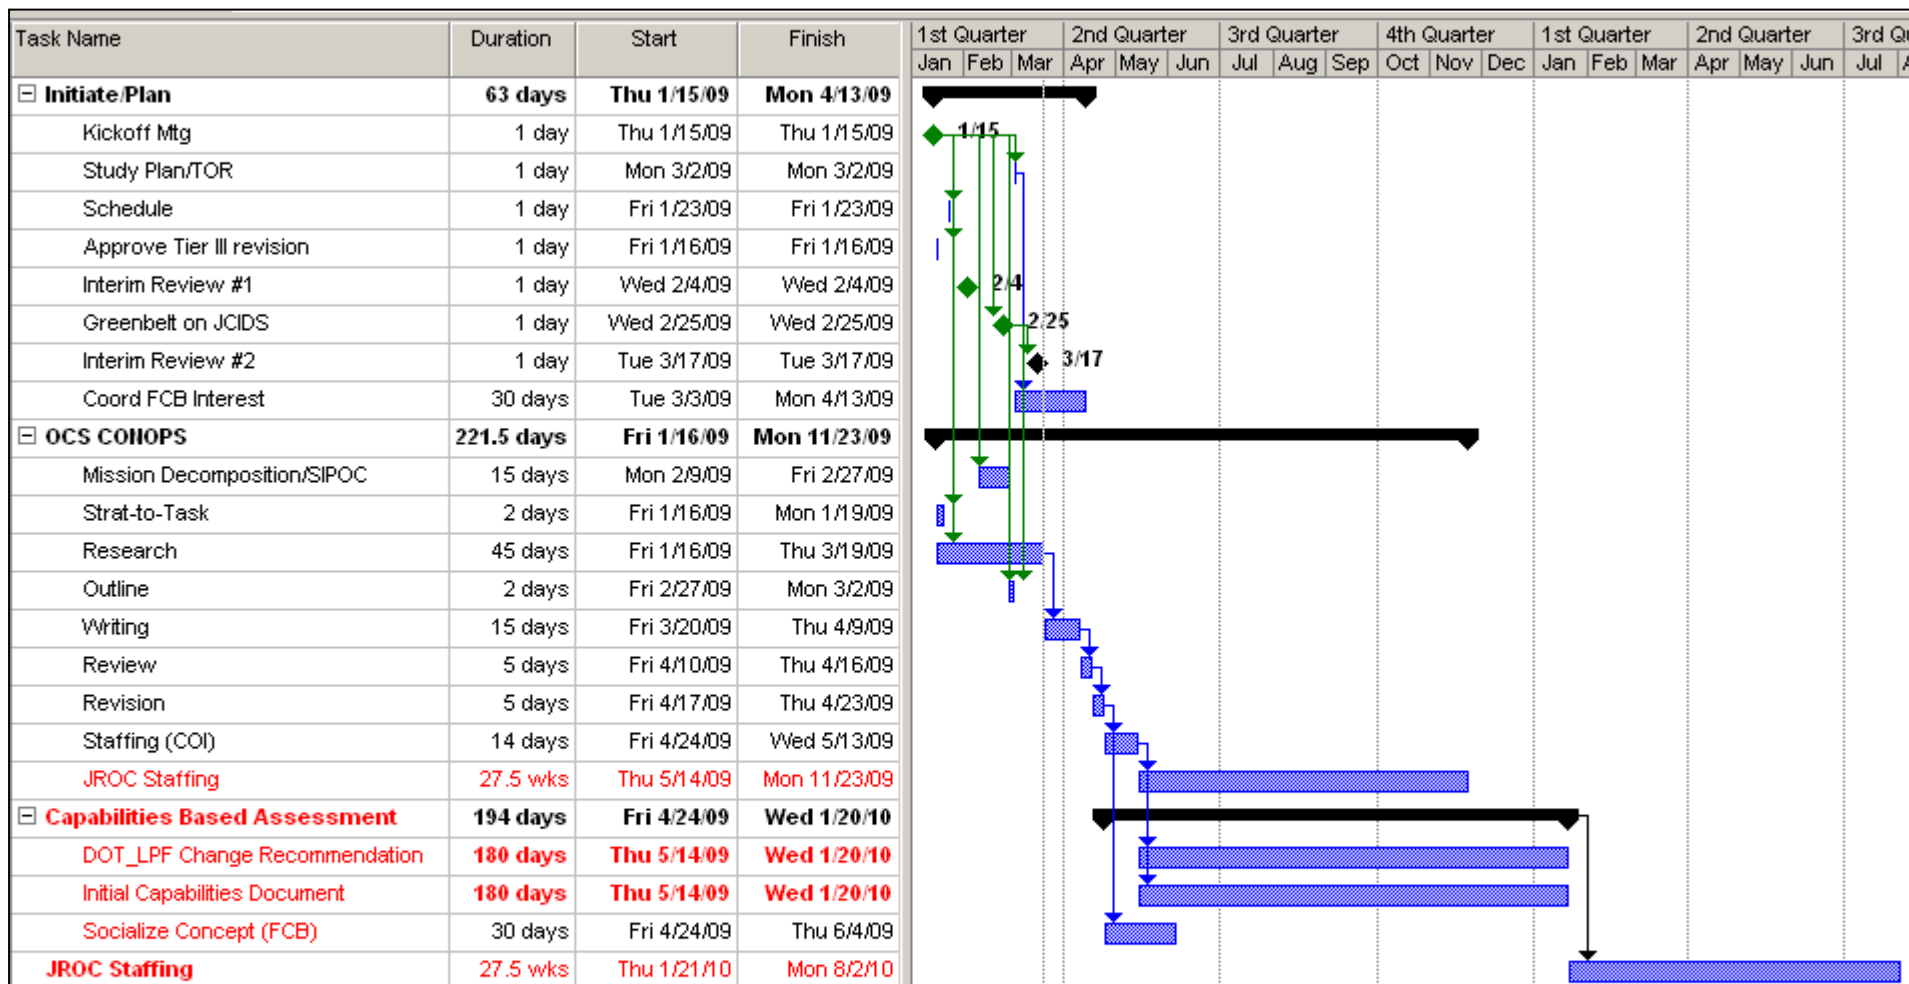 Task Name Duration Start Finish 1st Quarter 2nd Quarter 3rd Quarter 4th Quarter 1st Quarter 2nd Quarter 3rd
Jan Feb Mar Apr May Jun Jul Aug Sep Oct Nov Dec Jan Feb Mar Apr May Jun Jul
Initiate/Plan 63 days Thu 1/15/09 Mon 4/13/09
Kickoff Mtg 1 day Thu 1/15/09 Thu 1/15/09 1/15
Study Plan/TOR 1 day Mon 3/2/09 Mon 3/2/09
Schedule 1 day Fri 1/23/09 Fri 1/23/09
Approve Tier III revision 1 day Fri 1/16/09 Fri 1/16/09
Interim Review #1 1 day Wed 2/4/09 Wed 2/4/09 2/4
Greenbelt on JCIDS 1 day Wed 2/25/09 Wed 2/25/09 2/25
Interim Review #2 1 day Tue 3/17/09 Tue 3/17/09 3/17
Coord FCB Interest 30 days Tue 3/3/09 Mon 4/13/09
OCS CONOPS 221.5 days Fri 1/16/09 Mon 11/23/09
Mission Decomposition/SIPOC 15 days Mon 2/9/09 Fri 2/27/09
Strat-to-Task 2 days Fri 1/16/09 Mon 1/19/09
Research 45 days Fri 1/16/09 Thu 3/19/09
Outline 2 days Fri 2/27/09 Mon 3/2/09
Writing 15 days Fri 3/20/09 Thu 4/9/09
Review 5 days Fri 4/10/09 Thu 4/16/09
Revision 5 days Fri 4/17/09 Thu 4/23/09
Staffing (COI) 14 days Fri 4/24/09 Wed 5/13/09
JROC Staffing 27.5 wks Thu 5/14/09 Mon 11/23/09
Capabilities Based Assessment 194 days Fri 4/24/09 Wed 1/20/10
DOT_LPF Change Recommendation 180 days Thu 5/14/09 Wed 1/20/10
Initial Capabilities Document 180 days Thu 5/14/09 Wed 1/20/10
Socialize Concept (FCB) 30 days Fri 4/24/09 Thu 6/4/09
JROC Staffing 27.5 wks Thu 1/21/10 Mon 8/2/10